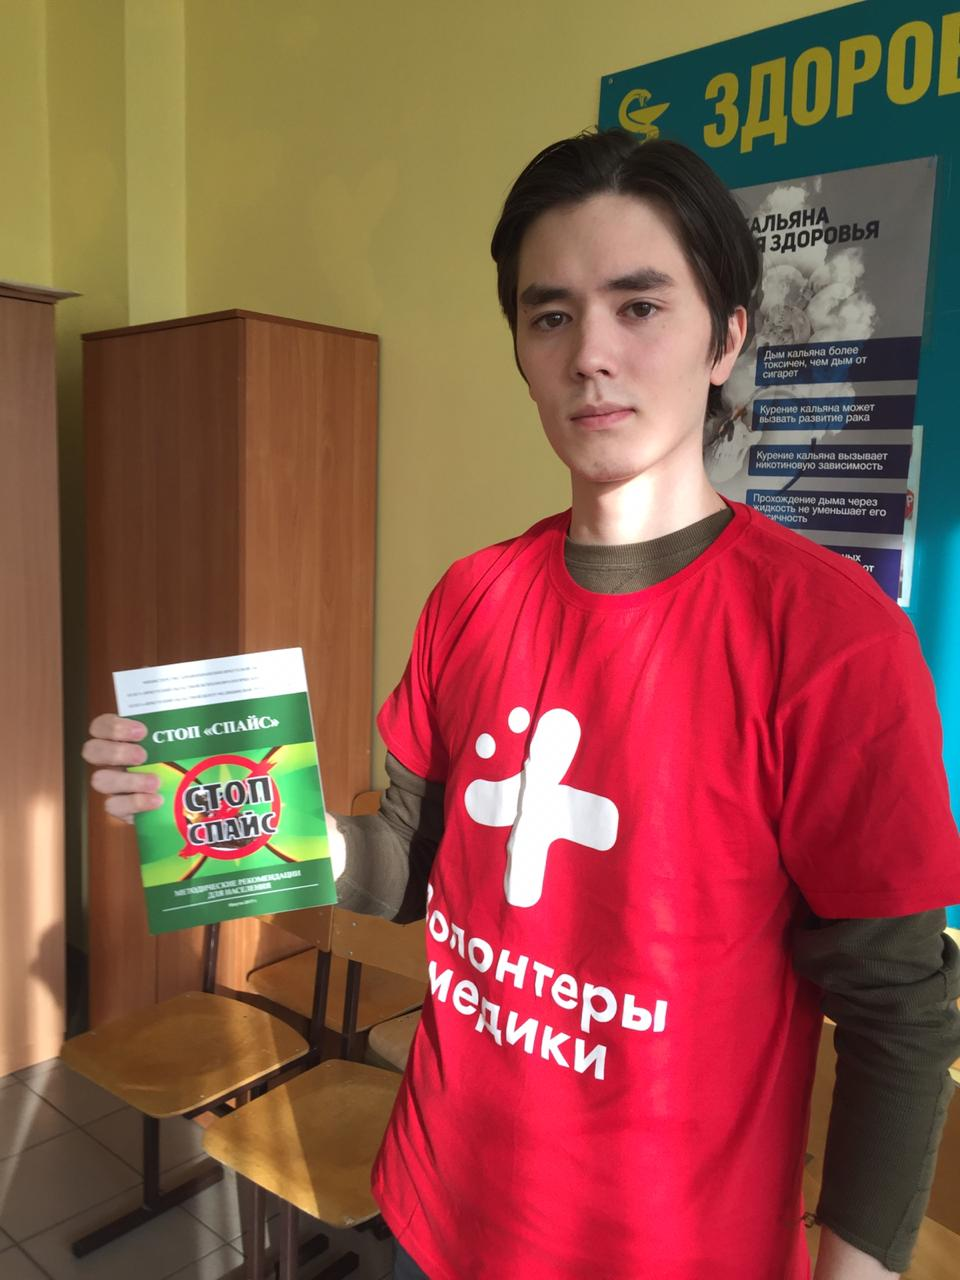 ЗДОРОВ
КАЛЬЯНА
Я ЗДОРОВЬЯ
Дым кальяна более
токсичен, чем дым от
сигарет
Курение кальяна может
вызвать развитие рака
Курение кальяна вызывает
никотиновую зависимость
Прохождение дыма через
жидкость не уменьшает его
СТОП «СПАЙС»
СТОП
СПАЙС
МЕТОДИЧЕСКИЕ РЕКОМЕНДАЦИИ
ДЛЯ НАСЕЛЕНИЯ
Волонтеры
медики